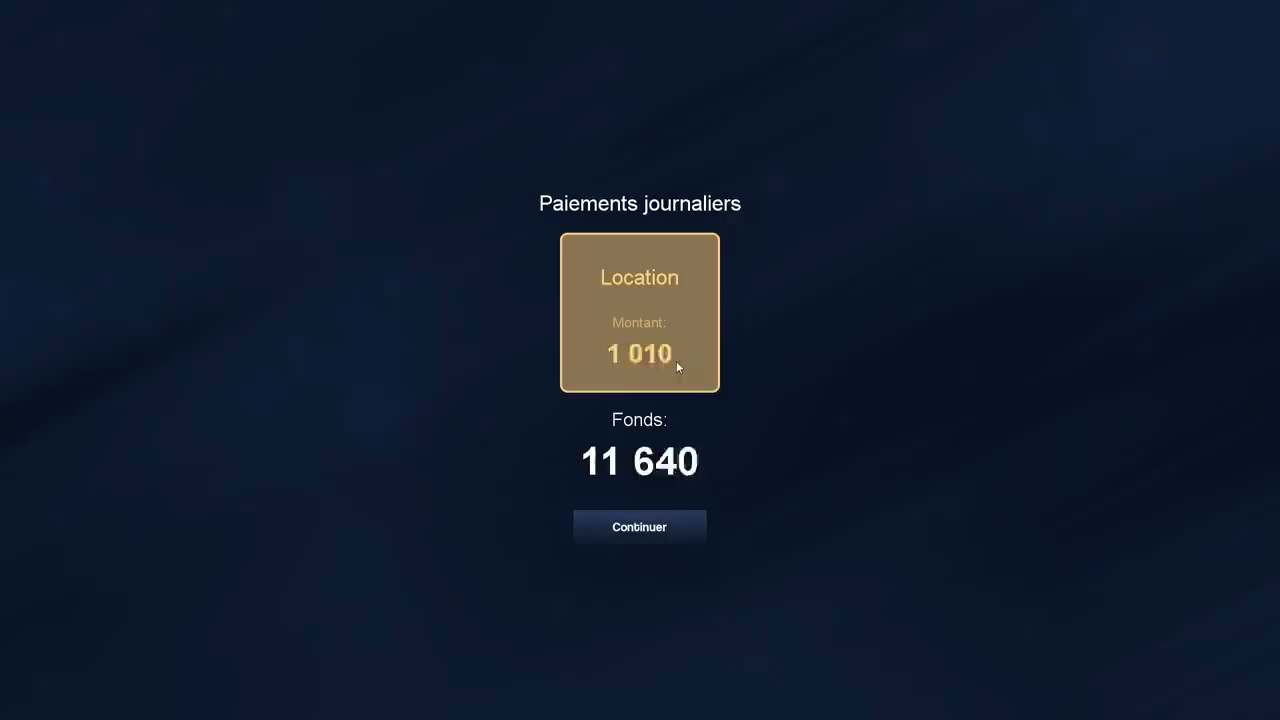 Paiements journaliers
Location
Montant:
1 010
Fonds:
11 640
Continuer